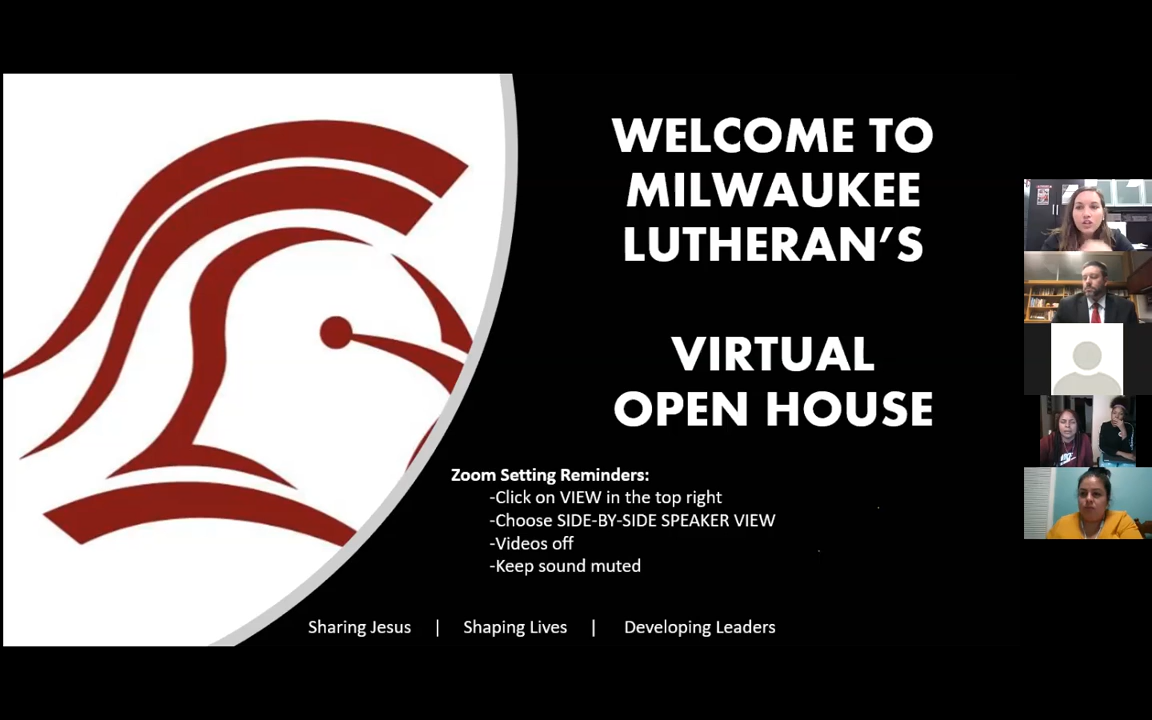 WELCOME TO
MILWAUKEE
LUTHERAN'S
VIRTUAL
OPEN HOUSE
Zoom Setting Reminders:
-Click on VIEW in the top right
-Choose SIDE-BY-SIDE SPEAKER VIEW
-Videos off
-Keep sound muted
Sharing Jesus | Shaping Lives | Developing Leaders